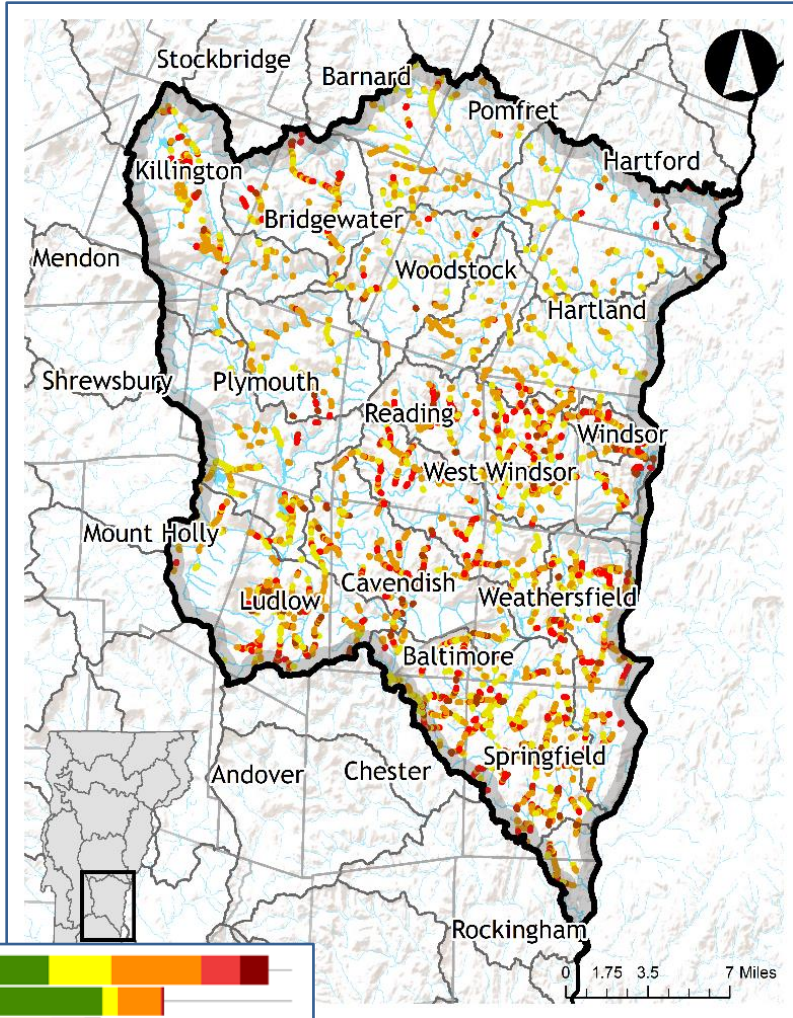 Stockbridge
Barnard
Pomfret
Hartford
Killington
Bridgewater
Mendon
Woodstock
Hartland
Shrewsbury
Plymouth
Reading
Windsor
West Windsor
Mount Holly
Cavendish
Ludlow
Weathersfield
Baltimore
Springfield
Andover
Chester
Rockingham
0 1.75 3.5 7 Miles